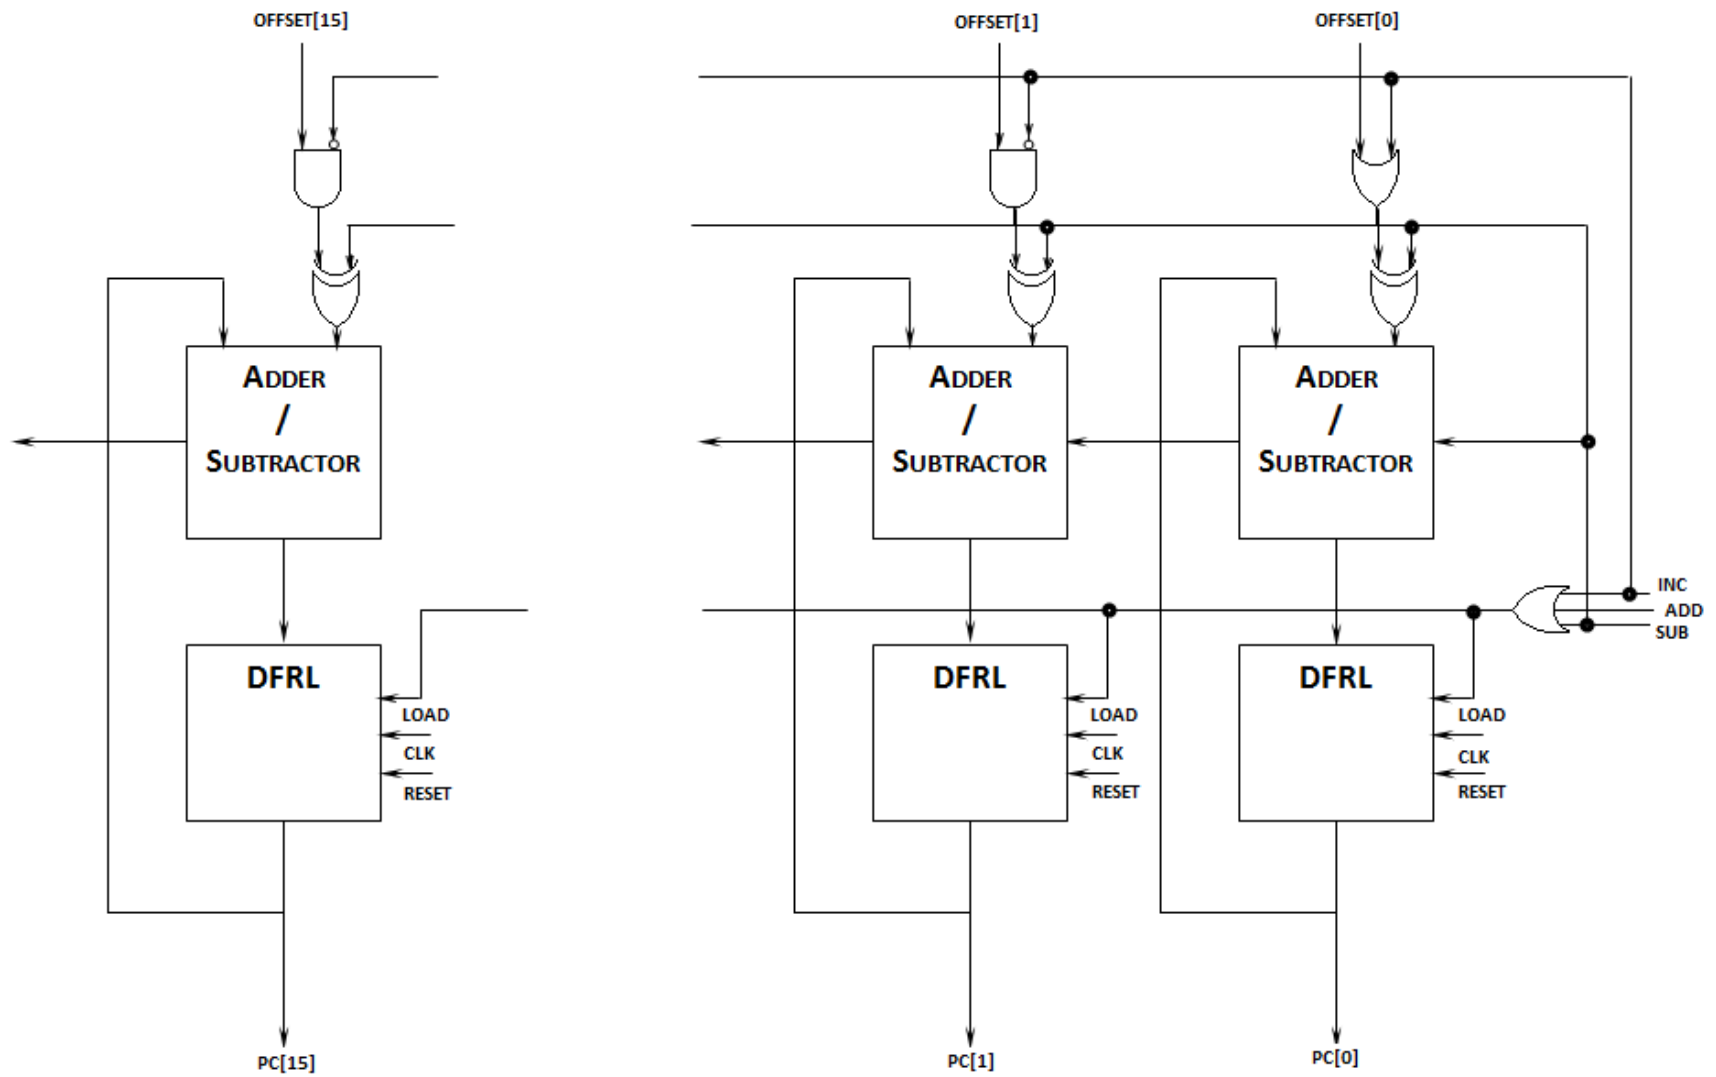 OFFSET[15]
OFFSET[1]
OFFSET[0]
ADDER
/
SUBTRACTOR
ADDER
/
SUBTRACTOR
ADDER
/
SUBTRACTOR
INC
ADD
SUB
DFRL
LOAD
CLK
RESET
DFRL
LOAD
CLK
RESET
DFRL
LOAD
CLK
RESET
PC[15]
PC[1]
PC[0]